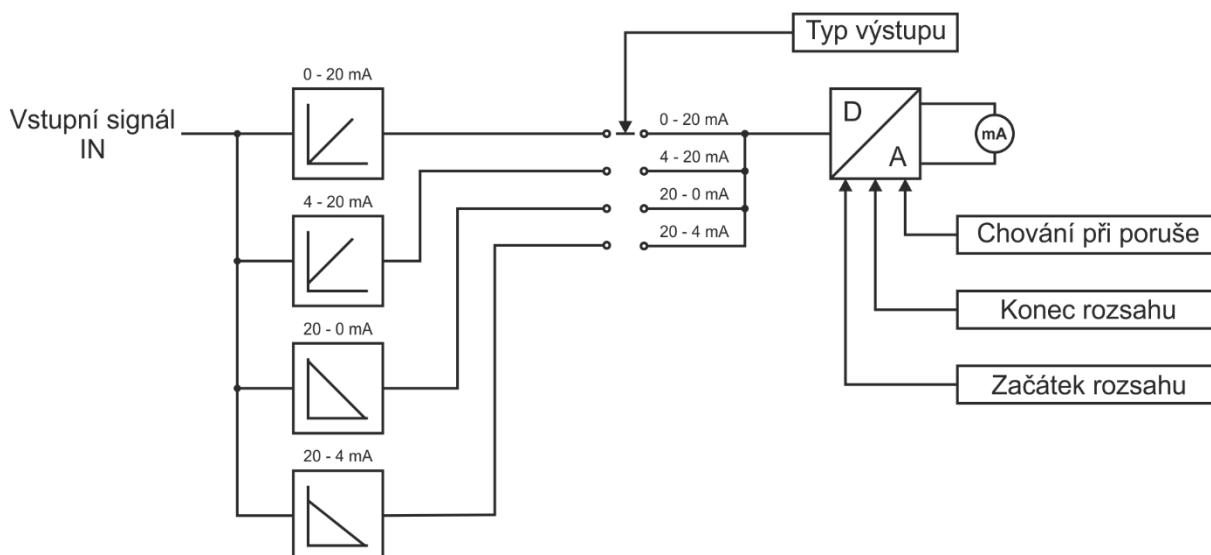 Typ výstupu
0 - 20 mA
Vstupní signál
IN
0 - 20 mA
D
A
mA
4 - 20 mA
4 - 20 mA
20 - 0 mA
20 - 4 mA
Chování při poruše
Konec rozsahu
20 - 0 mA
Začátek rozsahu
20 - 4 mA